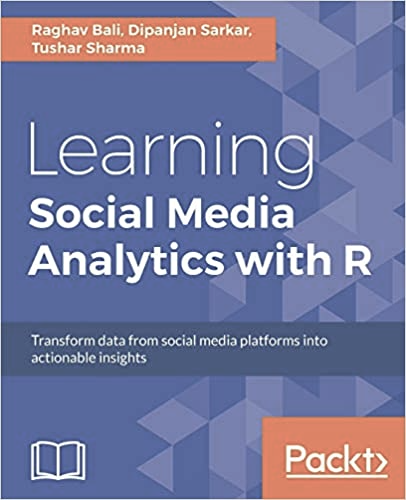 Raghav Bali, Dipanjan Sarkar,
Tushar Sharma
Learning
Social Media
Analytics with R
Transform data from social media platforms into
actionable insights
Packt>